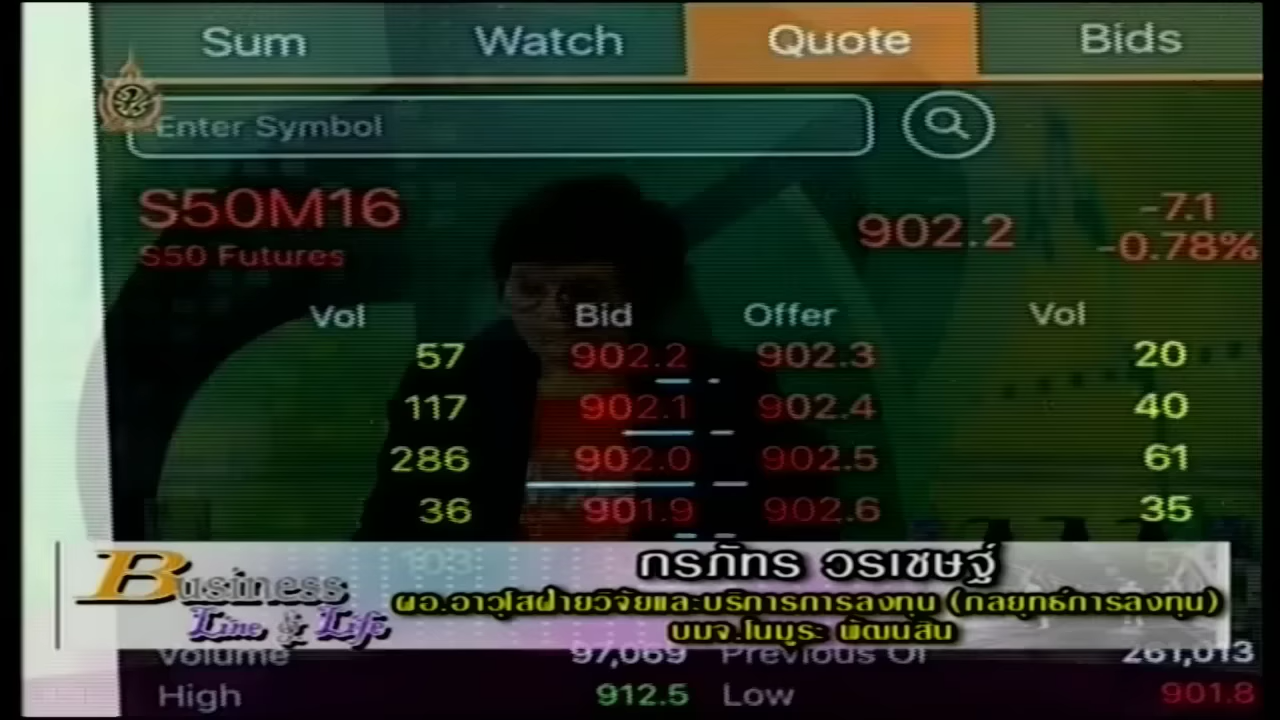 Sum Watch Quote Bids
Enter Symbol
S50M16
S50 Futures
902.2
-7.1
-0.78%
Vol Bid Offer Vol
57 902.2 902.3 20
117 902.1 902.4 40
286 902.0 902.5 61
36 901.9 902.6 35
Business
Line & Life
กรภัทร วรเชษฐ์
ผอ.อาวุโสฝ่ายวิจัยและบริการการลงทุน (กลยุทธ์การลงทุน)
บมจ.โนมูระ พัฒนสิน
Volume 97,069 Previous OI 261,013
High 912.5 Low 901.8